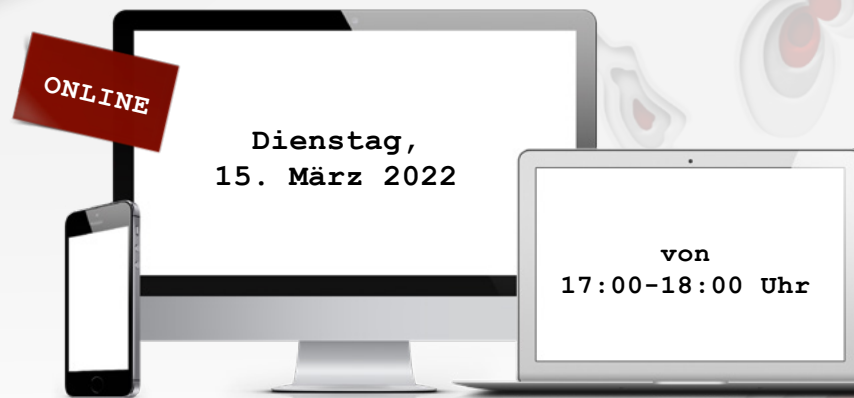 ONLINE
Dienstag,
15. März 2022
von
17:00-18:00 Uhr